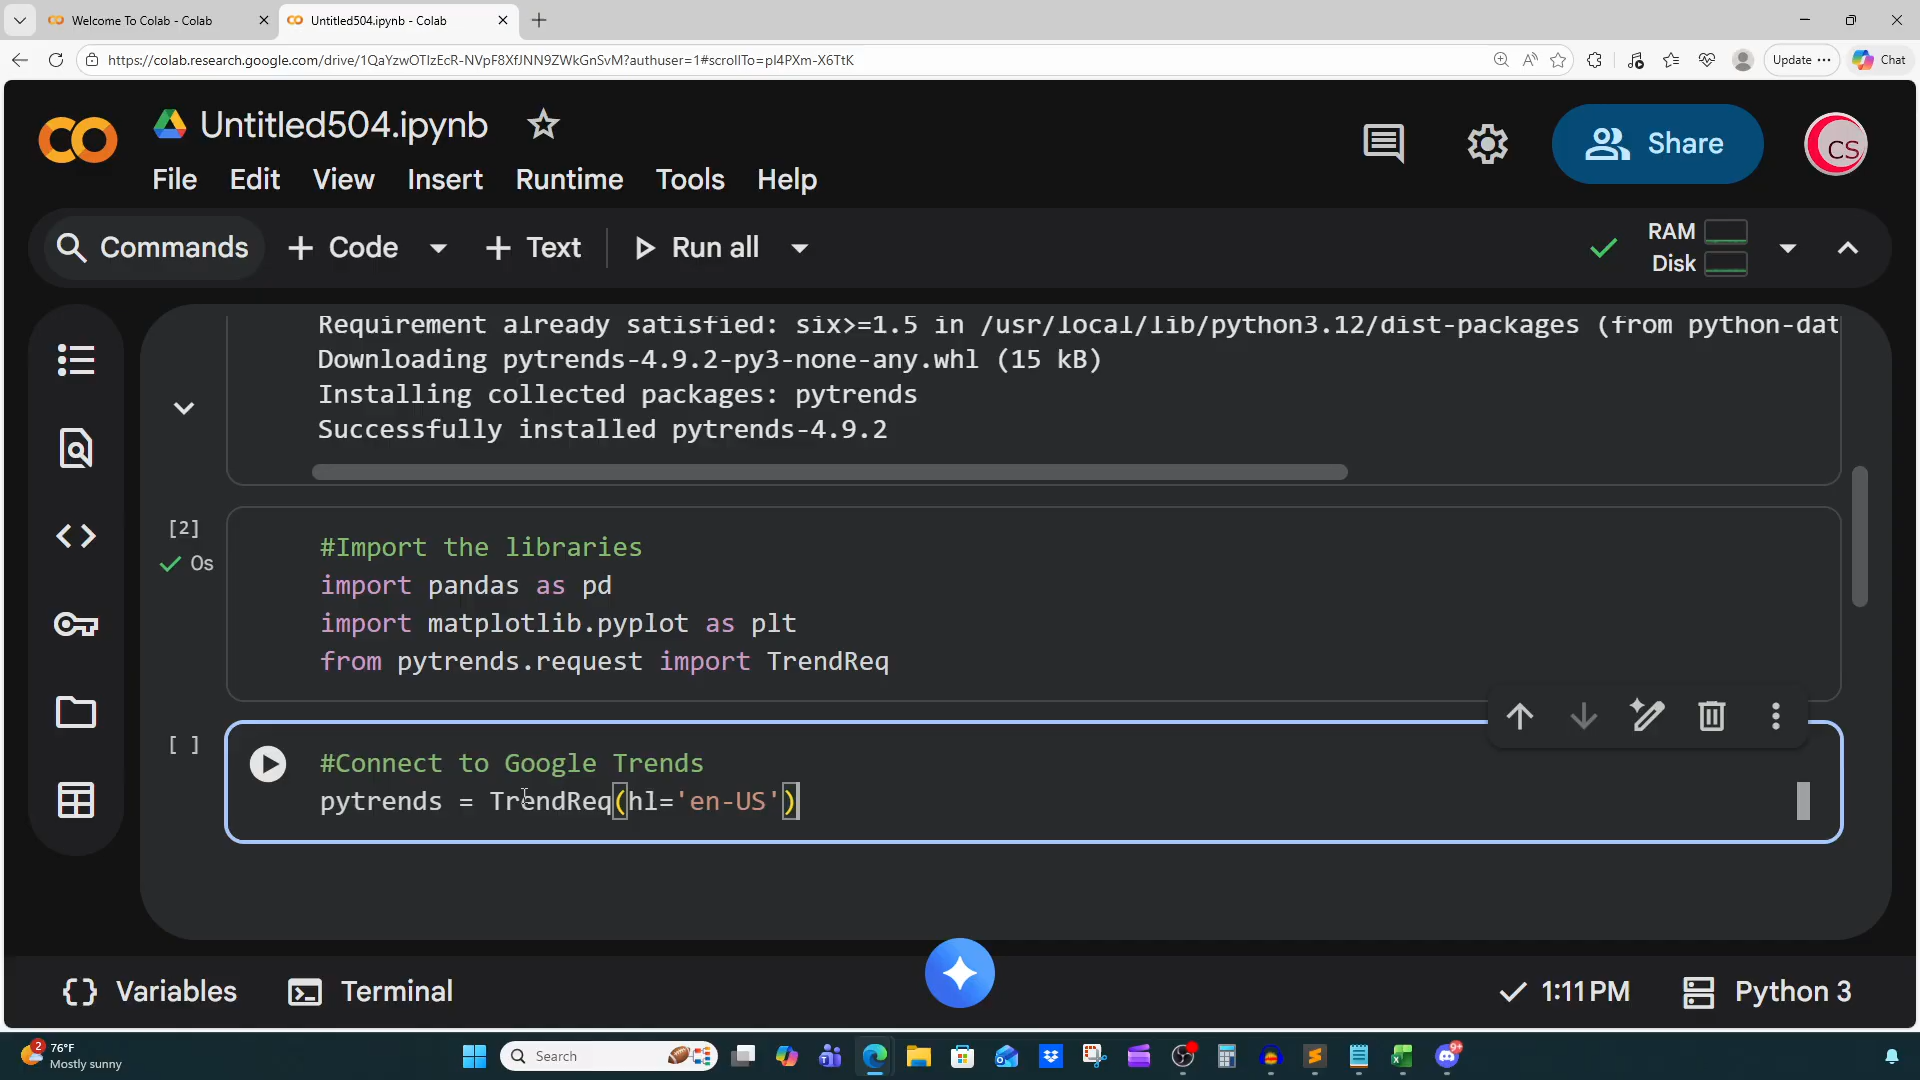 Welcome To Colab - Colab
Untitled504.ipynb - Colab
https://colab.research.google.com/drive/1QaYzwOTIzEcR-NVpF8XfJNN9ZWkGnSvM?authuser=1#scrollTo=pI4PXm-X6TtK
Update
Chat
Untitled504.ipynb
File Edit View Insert Runtime Tools Help
Share
CS
Commands + Code + Text Run all
RAM
Disk
Requirement already satisfied: six>=1.5 in /usr/local/lib/python3.12/dist-packages (from python-dat
Downloading pytrends-4.9.2-py3-none-any.whl (15 kB)
Installing collected packages: pytrends
Successfully installed pytrends-4.9.2
[2]
0s
#Import the libraries
import pandas as pd
import matplotlib.pyplot as plt
from pytrends.request import TrendReq
[ ]
#Connect to Google Trends
pytrends = TrendReq(hl='en-US')
{} Variables
Terminal
1:11 PM
Python 3
2
76°F
Mostly sunny
Search
9+